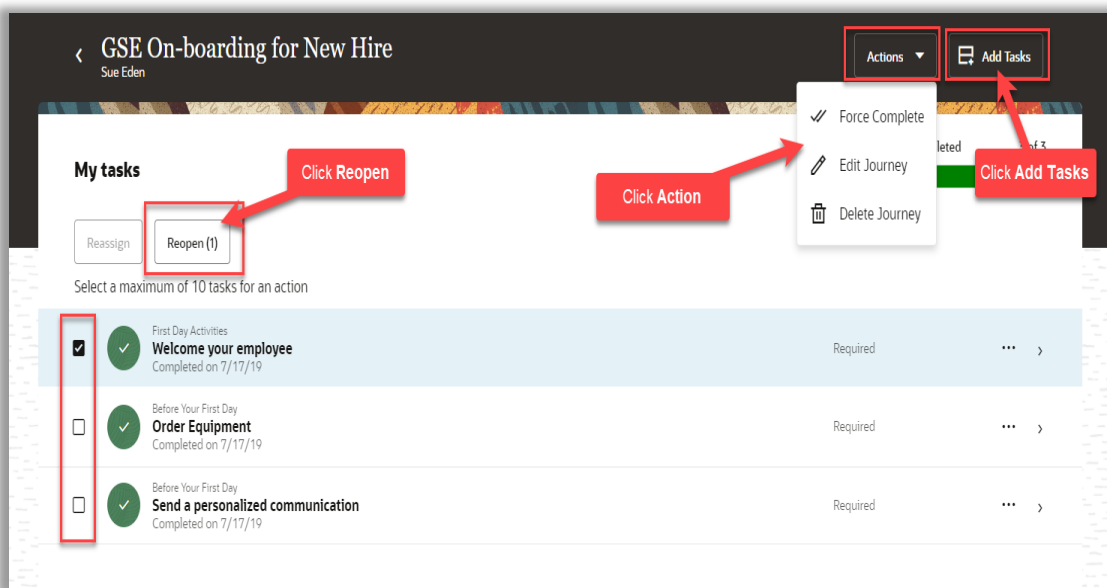 GSE On-boarding for New Hire
Sue Eden
Actions
Add Tasks
Force Complete
Edit Journey
Delete Journey
My tasks
Click Reopen
Click Action
Click Add Tasks
Reassign
Reopen (1)
Select a maximum of 10 tasks for an action
First Day Activities
Welcome your employee
Completed on 7/17/19
Required
Before Your First Day
Order Equipment
Completed on 7/17/19
Required
Before Your First Day
Send a personalized communication
Completed on 7/17/19
Required